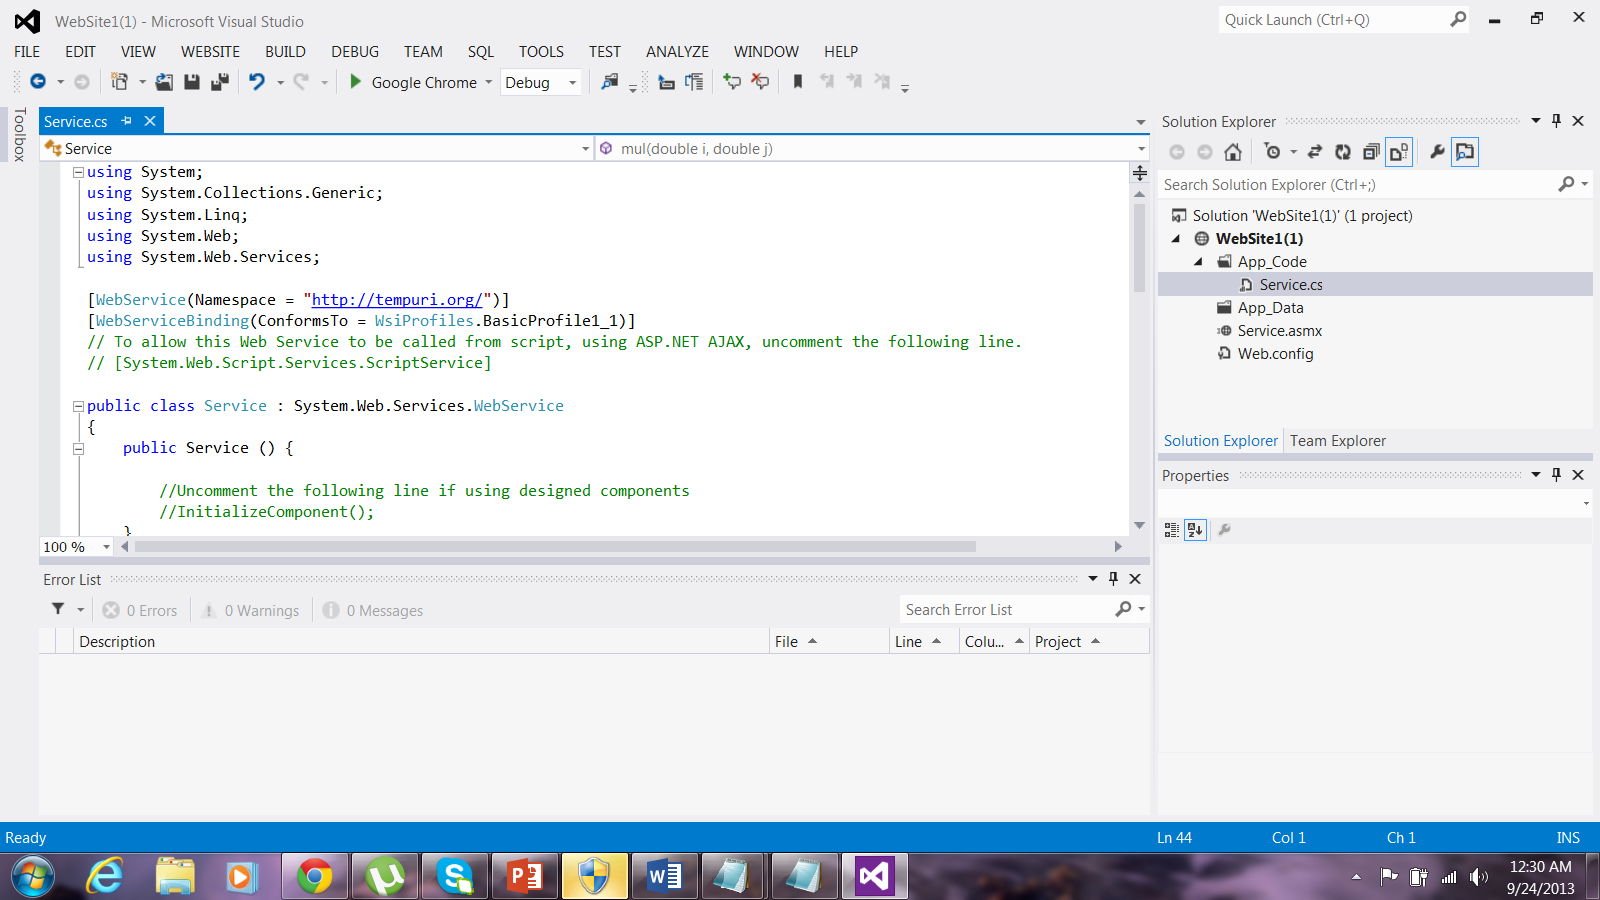 WebSite1(1) - Microsoft Visual Studio
Quick Launch (Ctrl+Q)
FILE EDIT VIEW WEBSITE BUILD DEBUG TEAM SQL TOOLS TEST ANALYZE WINDOW HELP
Google Chrome Debug
Toolbox
Service.cs
Service
mul(double i, double j)
using System;
using System.Collections.Generic;
using System.Linq;
using System.Web;
using System.Web.Services;
[WebService(Namespace = "http://tempuri.org/")]
[WebServiceBinding(ConformsTo = WsiProfiles.BasicProfile1_1)]
// To allow this Web Service to be called from script, using ASP.NET AJAX, uncomment the following line.
// [System.Web.Script.Services.ScriptService]
public class Service : System.Web.Services.WebService
{
public Service () {
//Uncomment the following line if using designed components
//InitializeComponent();
}
100 %
Solution Explorer
Search Solution Explorer (Ctrl+;)
Solution 'WebSite1(1)' (1 project)
WebSite1(1)
App_Code
Service.cs
App_Data
Service.asmx
Web.config
Solution Explorer Team Explorer
Properties
Error List
0 Errors 0 Warnings 0 Messages
Search Error List
Description File Line Colu... Project
Ready Ln 44 Col 1 Ch 1 INS
12:30 AM
9/24/2013